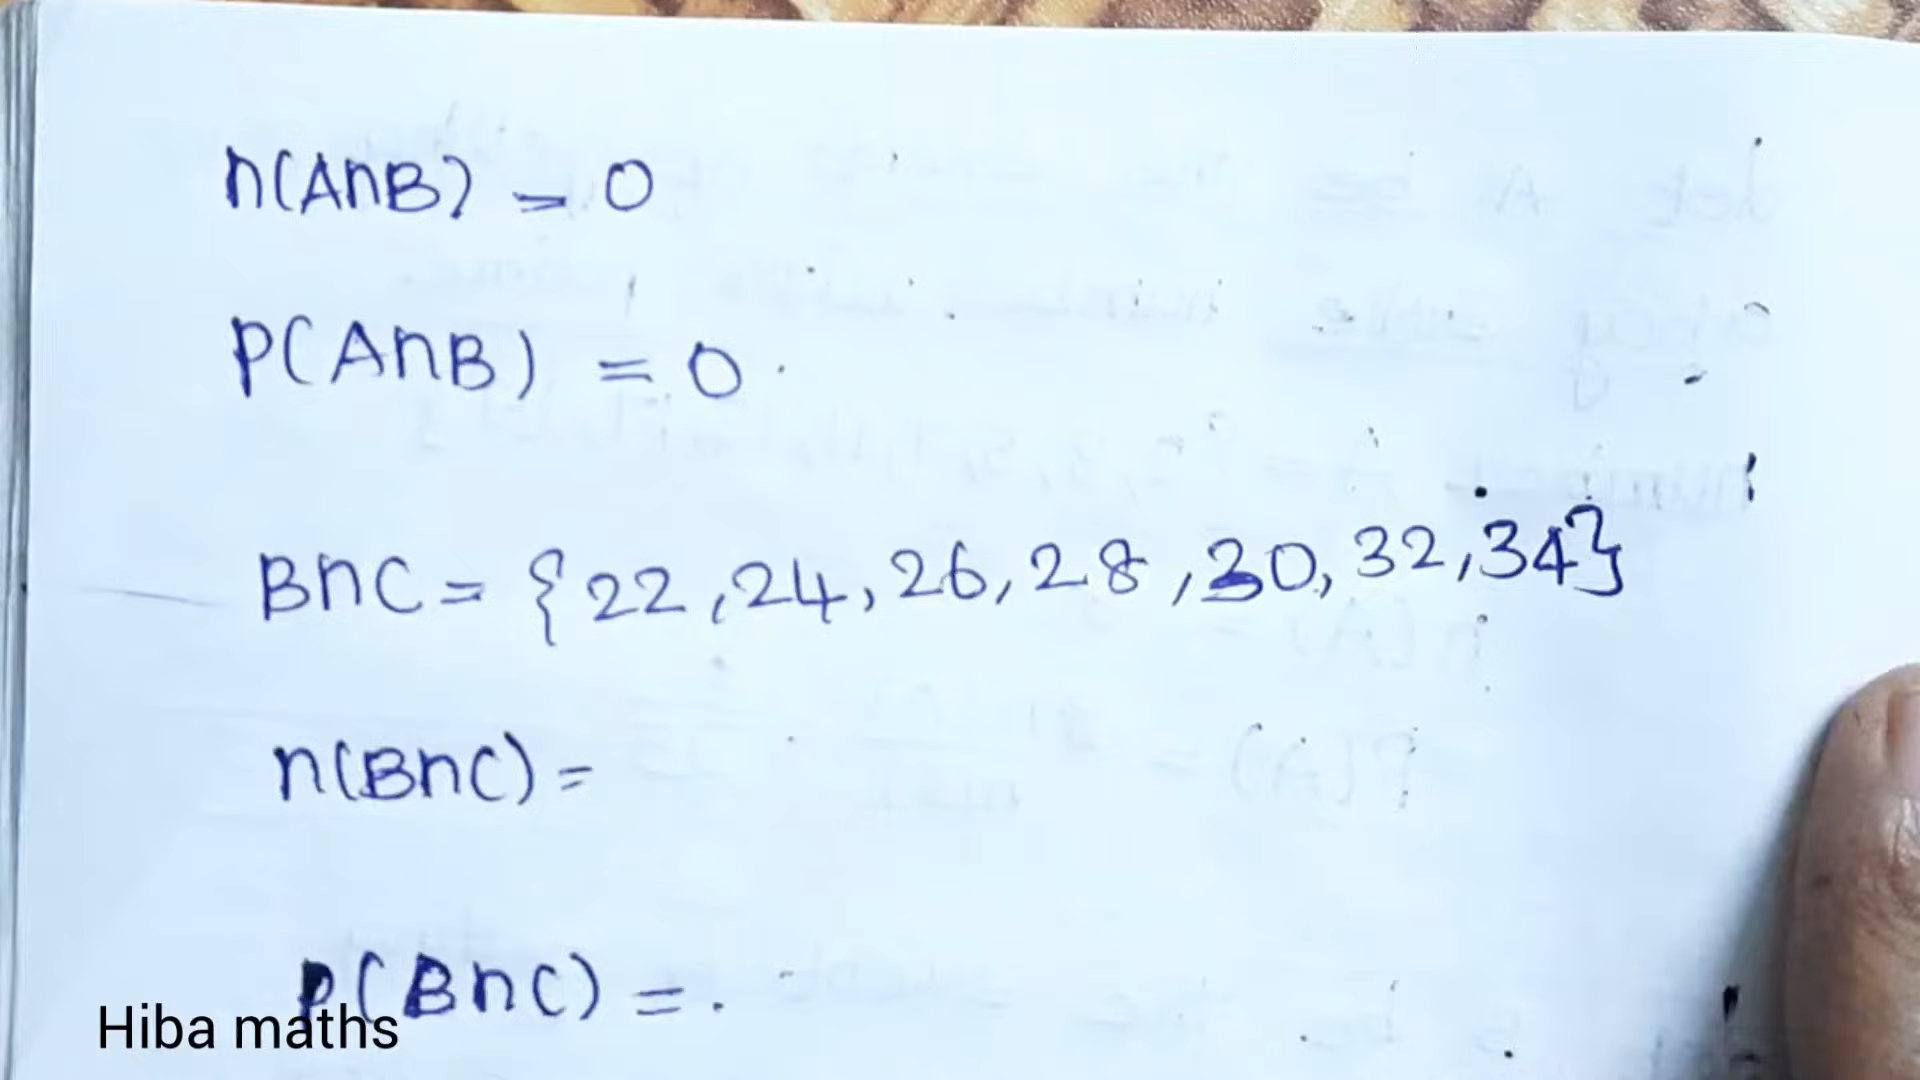 n(A∩B) = 0
P(A∩B) = 0.
B∩C = {22,24,26,28,30,32,34}
n(B∩C) =
P(B∩C) = .
Hiba maths